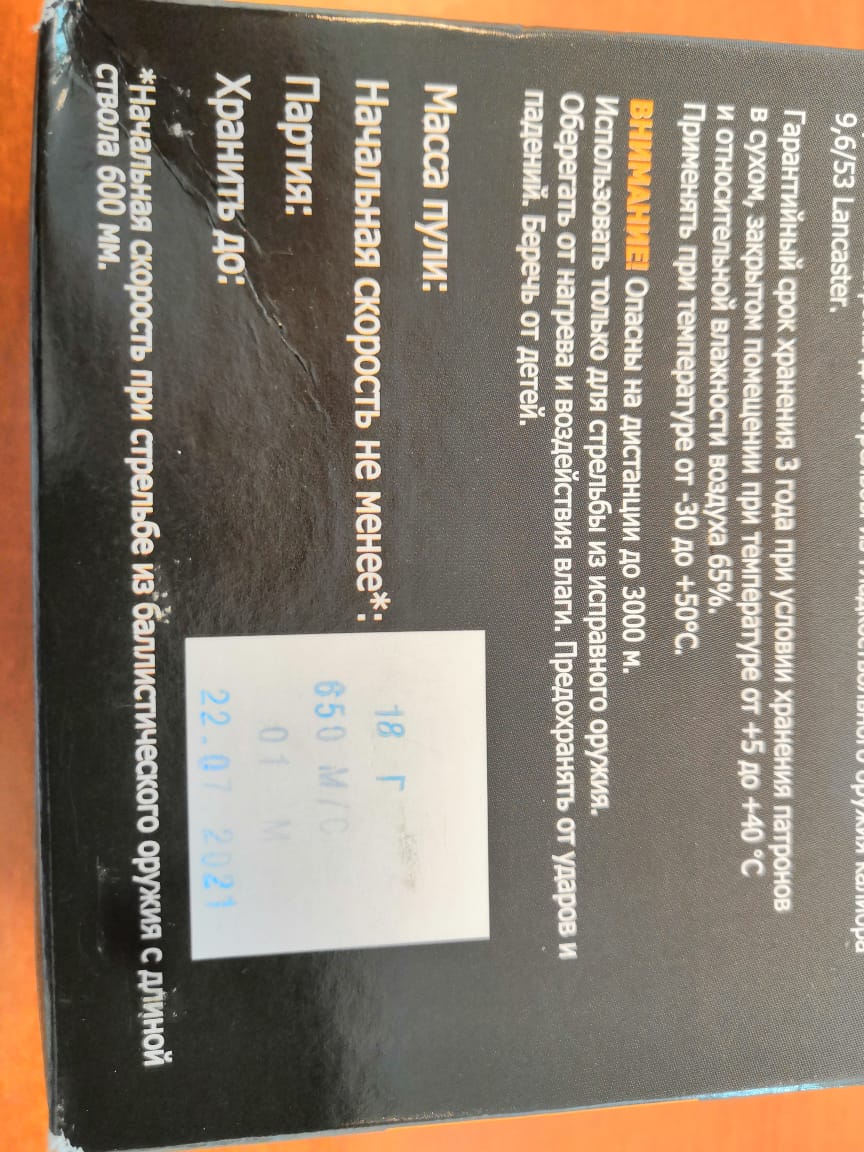 9,6/53 Lancaster.
Гарантийный срок хранения 3 года при условии хранения патронов
в сухом, закрытом помещении при температуре от +5 до +40 °С
и относительной влажности воздуха 65%.
Применять при температуре от -30 до +50°С.
ВНИМАНИЕ! Опасны на дистанции до 3000 м.
Использовать только для стрельбы из исправного оружия.
Оберегать от нагрева и воздействия влаги. Предохранять от ударов и
падений. Беречь от детей.
Масса пули: 18 Г
Начальная скорость не менее*: 650 М/С
Партия: 01 М
Хранить до: 22.07 2021
*Начальная скорость при стрельбе из баллистического оружия с длиной
ствола 600 мм.